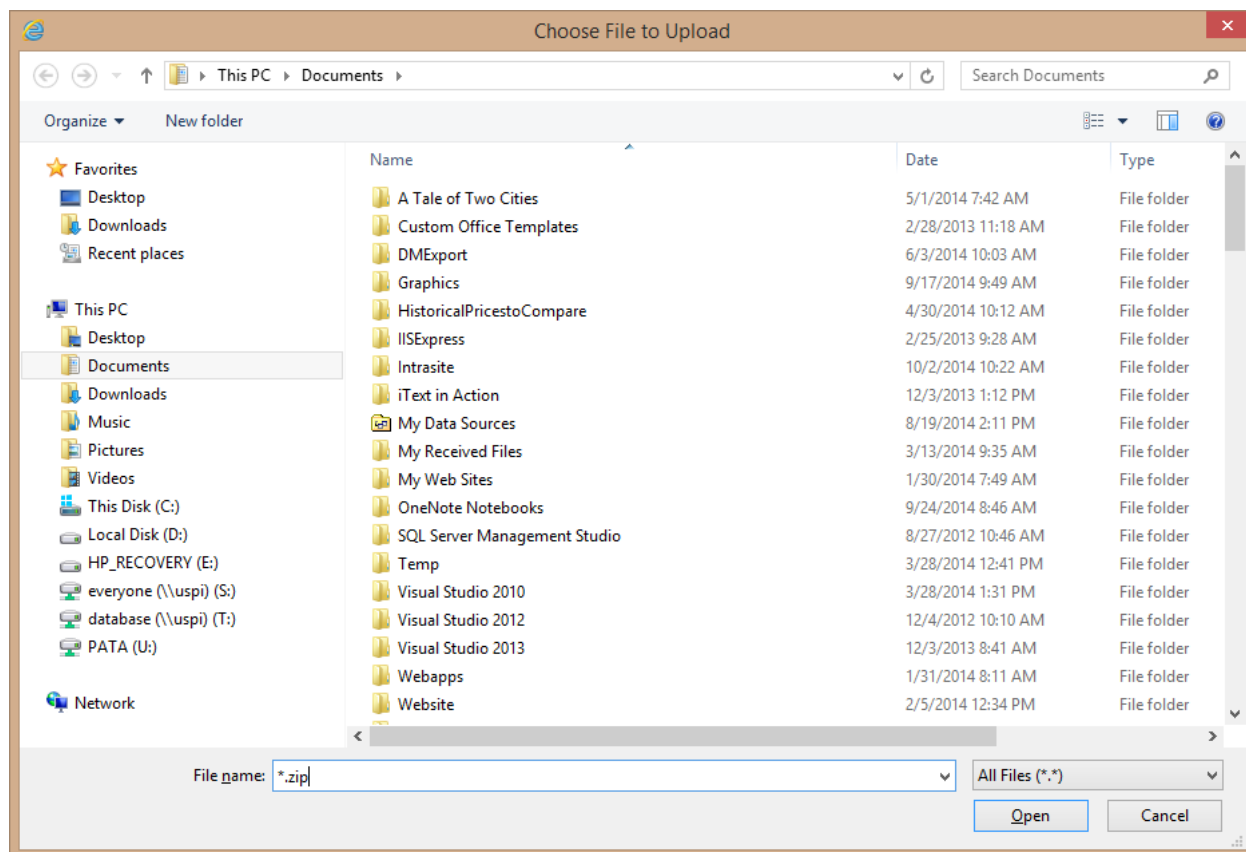 Choose File to Upload
This PC Documents
Search Documents
Organize New folder
Name Date Type
Favorites
Desktop
Downloads
Recent places
This PC
Desktop
Documents
Downloads
Music
Pictures
Videos
This Disk (C:)
Local Disk (D:)
HP_RECOVERY (E:)
everyone (\\uspi) (S:)
database (\\uspi) (T:)
PATA (U:)
Network
A Tale of Two Cities 5/1/2014 7:42 AM File folder
Custom Office Templates 2/28/2013 11:18 AM File folder
DMExport 6/3/2014 10:03 AM File folder
Graphics 9/17/2014 9:49 AM File folder
HistoricalPricestoCompare 4/30/2014 10:12 AM File folder
IISExpress 2/25/2013 9:28 AM File folder
Intrasite 10/2/2014 10:22 AM File folder
iText in Action 12/3/2013 1:12 PM File folder
My Data Sources 8/19/2014 2:11 PM File folder
My Received Files 3/13/2014 9:35 AM File folder
My Web Sites 1/30/2014 7:49 AM File folder
OneNote Notebooks 9/24/2014 8:46 AM File folder
SQL Server Management Studio 8/27/2012 10:46 AM File folder
Temp 3/28/2014 12:41 PM File folder
Visual Studio 2010 3/28/2014 1:31 PM File folder
Visual Studio 2012 12/4/2012 10:10 AM File folder
Visual Studio 2013 12/3/2013 8:41 AM File folder
Webapps 1/31/2014 8:11 AM File folder
Website 2/5/2014 12:34 PM File folder
File name: *.zip All Files (*.*)
Open Cancel